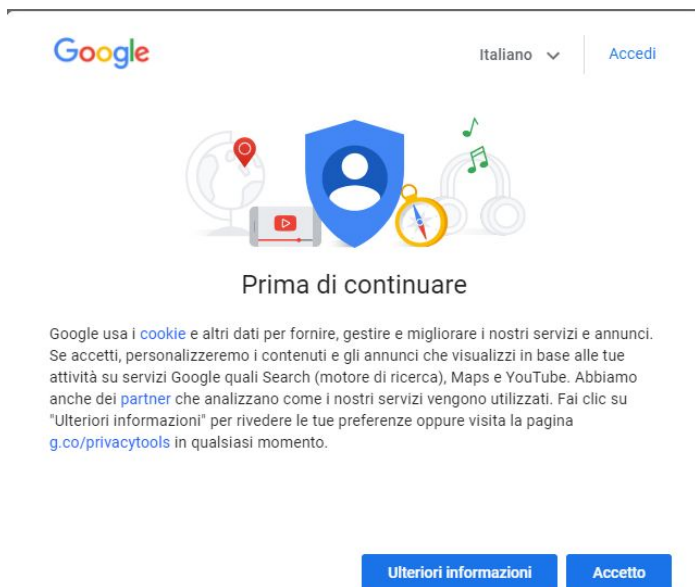 Google
Italiano
Accedi
Prima di continuare
Google usa i cookie e altri dati per fornire, gestire e migliorare i nostri servizi e annunci.
Se accetti, personalizzeremo i contenuti e gli annunci che visualizzi in base alle tue
attività su servizi Google quali Search (motore di ricerca), Maps e YouTube. Abbiamo
anche dei partner che analizzano come i nostri servizi vengono utilizzati. Fai clic su
"Ulteriori informazioni" per rivedere le tue preferenze oppure visita la pagina
g.co/privacytools in qualsiasi momento.
Ulteriori informazioni
Accetto